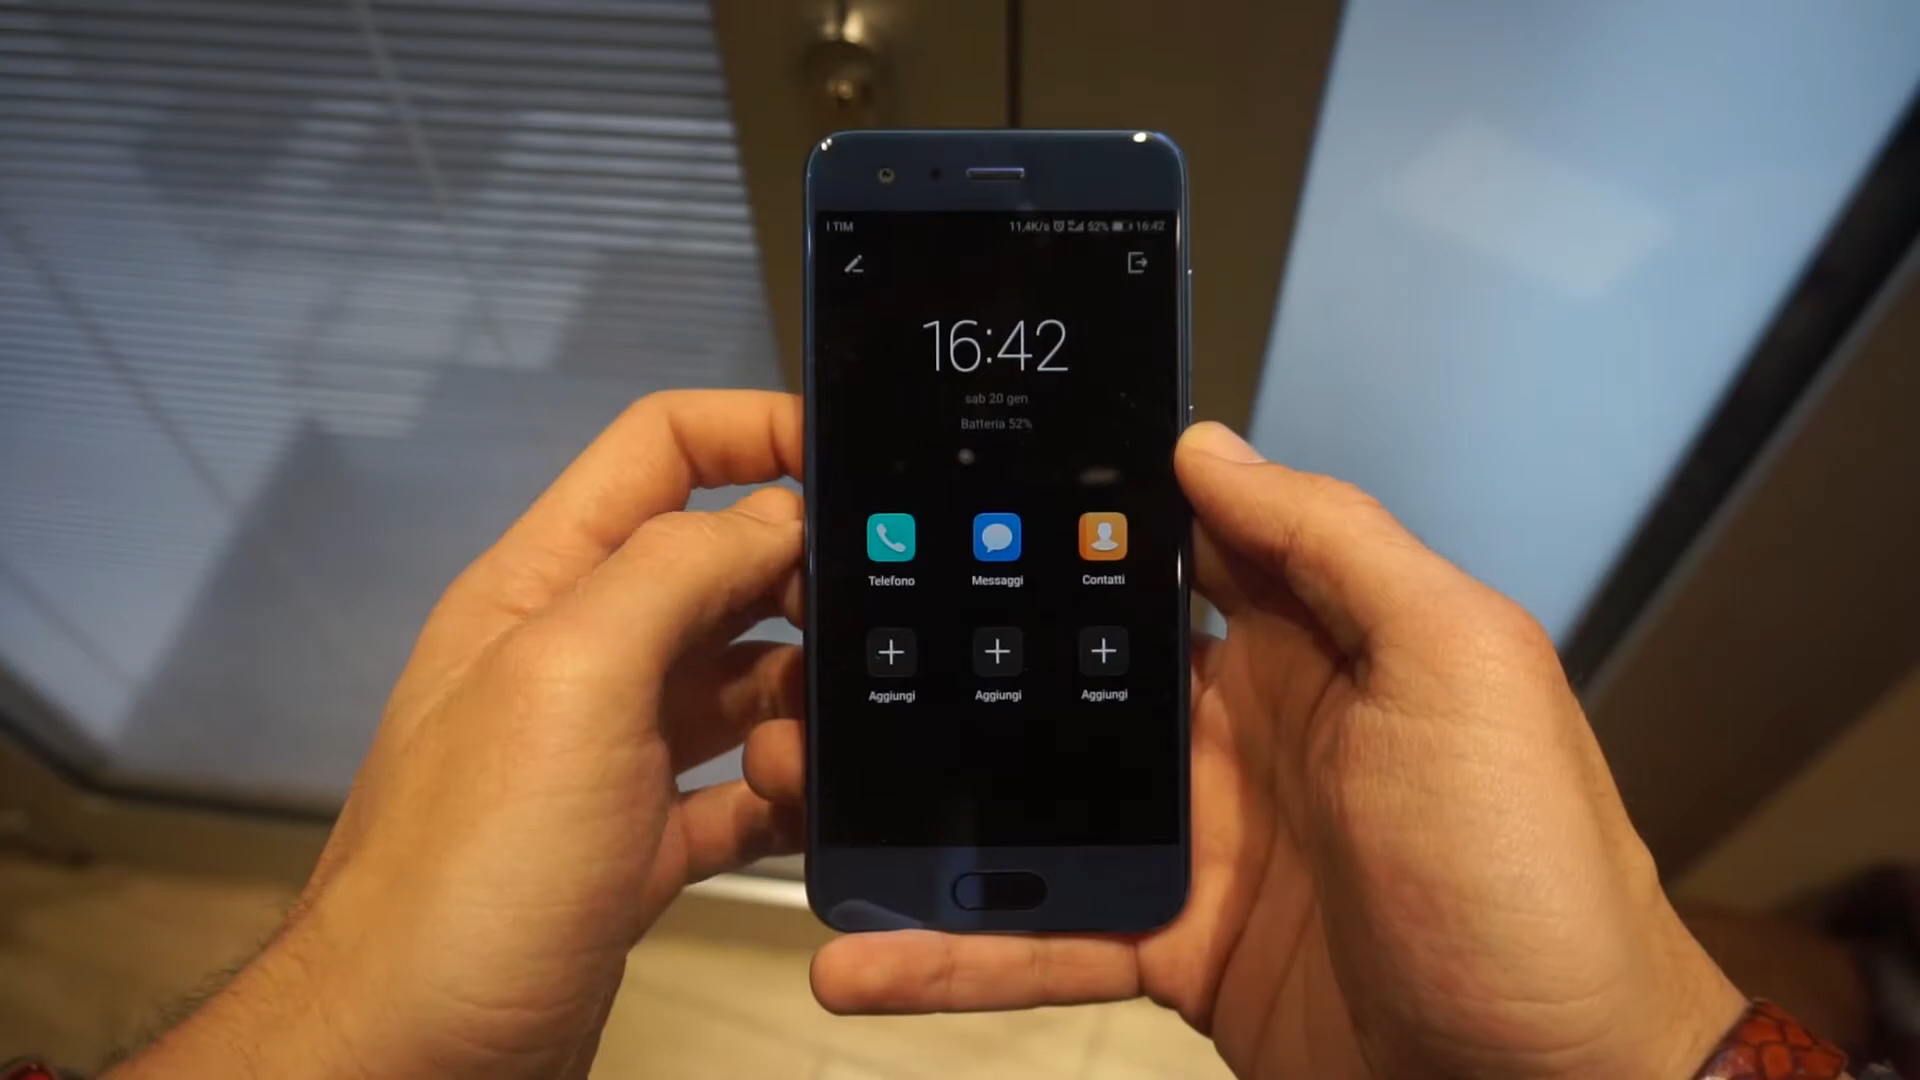 I TIM 11,4K/s 52% 16:42
16:42
sab 20 gen
Batteria 52%
Telefono Messaggi Contatti
Aggiungi Aggiungi Aggiungi